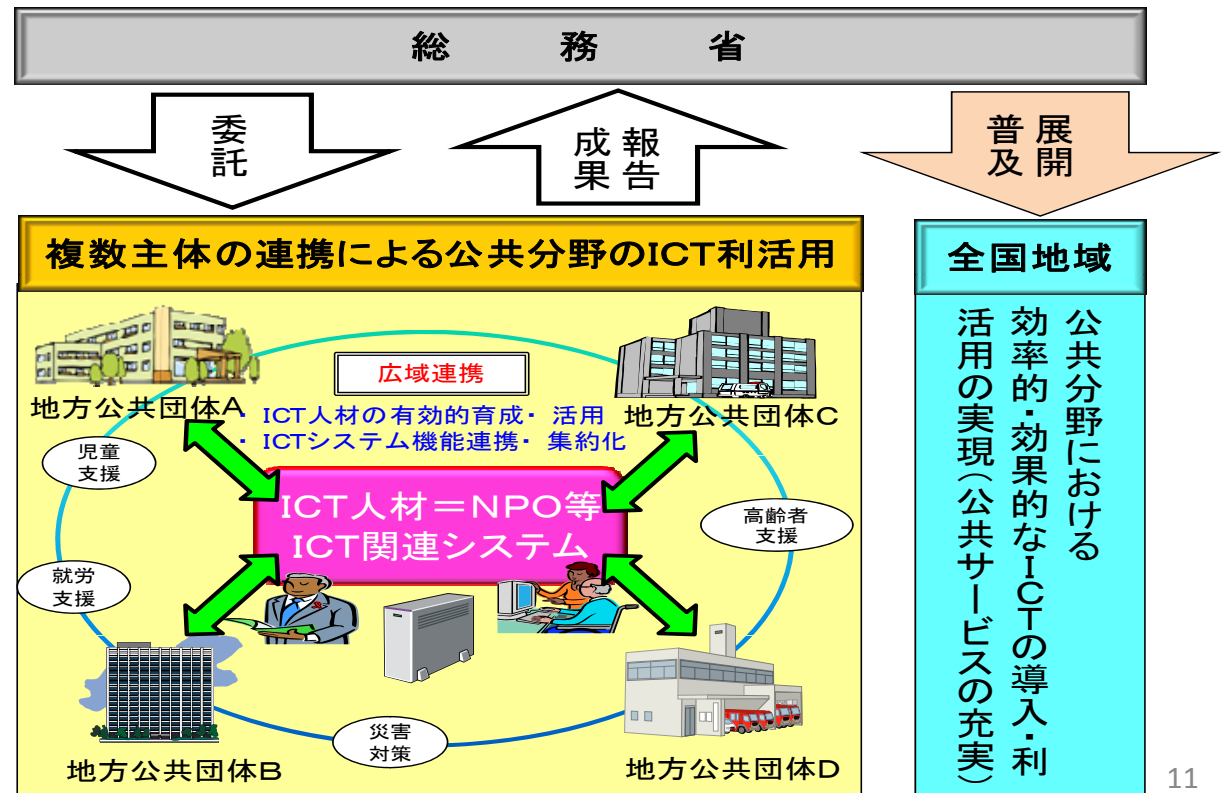 総務省
委託
成果
報告
普及
展開
複数主体の連携による公共分野のICT利活用
全国地域
広域連携
地方公共団体A
・ ICT人材の有効的育成・ 活用
・ ICTシステム機能連携・ 集約化
地方公共団体C
児童
支援
ICT人材=NPO等
ICT関連システム
高齢者
支援
就労
支援
災害
対策
地方公共団体B
地方公共団体D
公共分野における
効率的・効果的なICTの導入・利
活用の実現(公共サービスの充実)
11